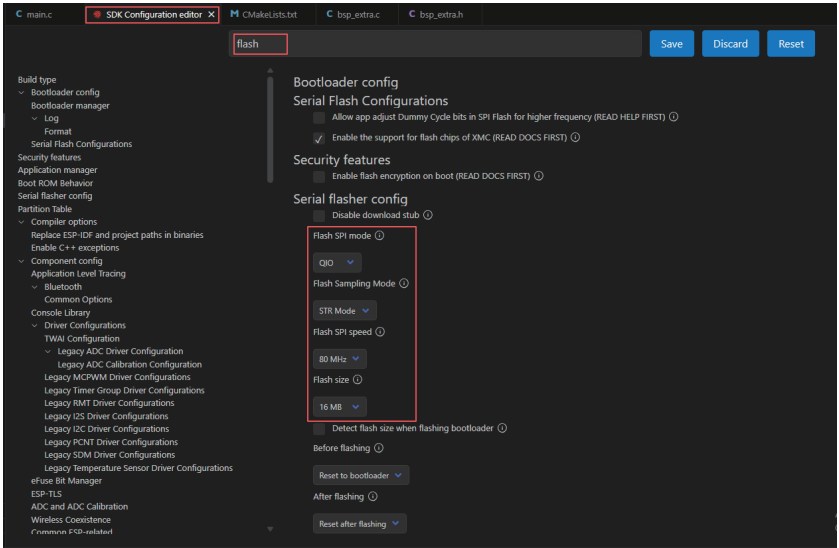 main.c
SDK Configuration editor
CMakeLists.txt
bsp_extra.c
bsp_extra.h
flash
Save
Discard
Reset
Build type
Bootloader config
Bootloader manager
Log
Format
Serial Flash Configurations
Security features
Application manager
Boot ROM Behavior
Serial flasher config
Partition Table
Compiler options
Replace ESP-IDF and project paths in binaries
Enable C++ exceptions
Component config
Application Level Tracing
Bluetooth
Common Options
Console Library
Driver Configurations
TWAI Configuration
Legacy ADC Driver Configuration
Legacy ADC Calibration Configuration
Legacy MCPWM Driver Configurations
Legacy Timer Group Driver Configurations
Legacy RMT Driver Configurations
Legacy I2S Driver Configurations
Legacy I2C Driver Configurations
Legacy PCNT Driver Configurations
Legacy SDM Driver Configurations
Legacy Temperature Sensor Driver Configurations
eFuse Bit Manager
ESP-TLS
ADC and ADC Calibration
Wireless Coexistence
Common ESP-related
Bootloader config
Serial Flash Configurations
Allow app adjust Dummy Cycle bits in SPI Flash for higher frequency (READ HELP FIRST)
Enable the support for flash chips of XMC (READ DOCS FIRST)
Security features
Enable flash encryption on boot (READ DOCS FIRST)
Serial flasher config
Disable download stub
Flash SPI mode
QIO
Flash Sampling Mode
STR Mode
Flash SPI speed
80 MHz
Flash size
16 MB
Detect flash size when flashing bootloader
Before flashing
Reset to bootloader
After flashing
Reset after flashing